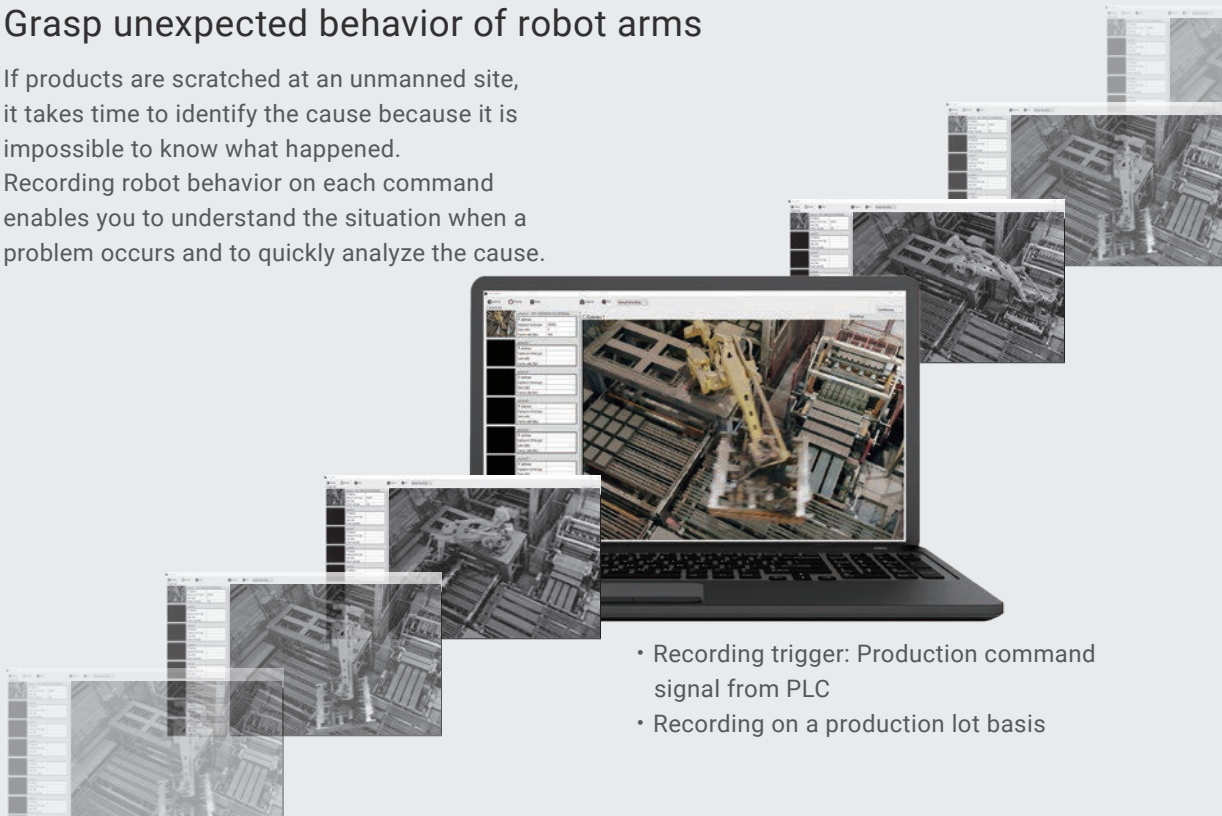 Grasp unexpected behavior of robot arms
If products are scratched at an unmanned site,
it takes time to identify the cause because it is
impossible to know what happened.
Recording robot behavior on each command
enables you to understand the situation when a
problem occurs and to quickly analyze the cause.
・Recording trigger: Production command
signal from PLC
・Recording on a production lot basis